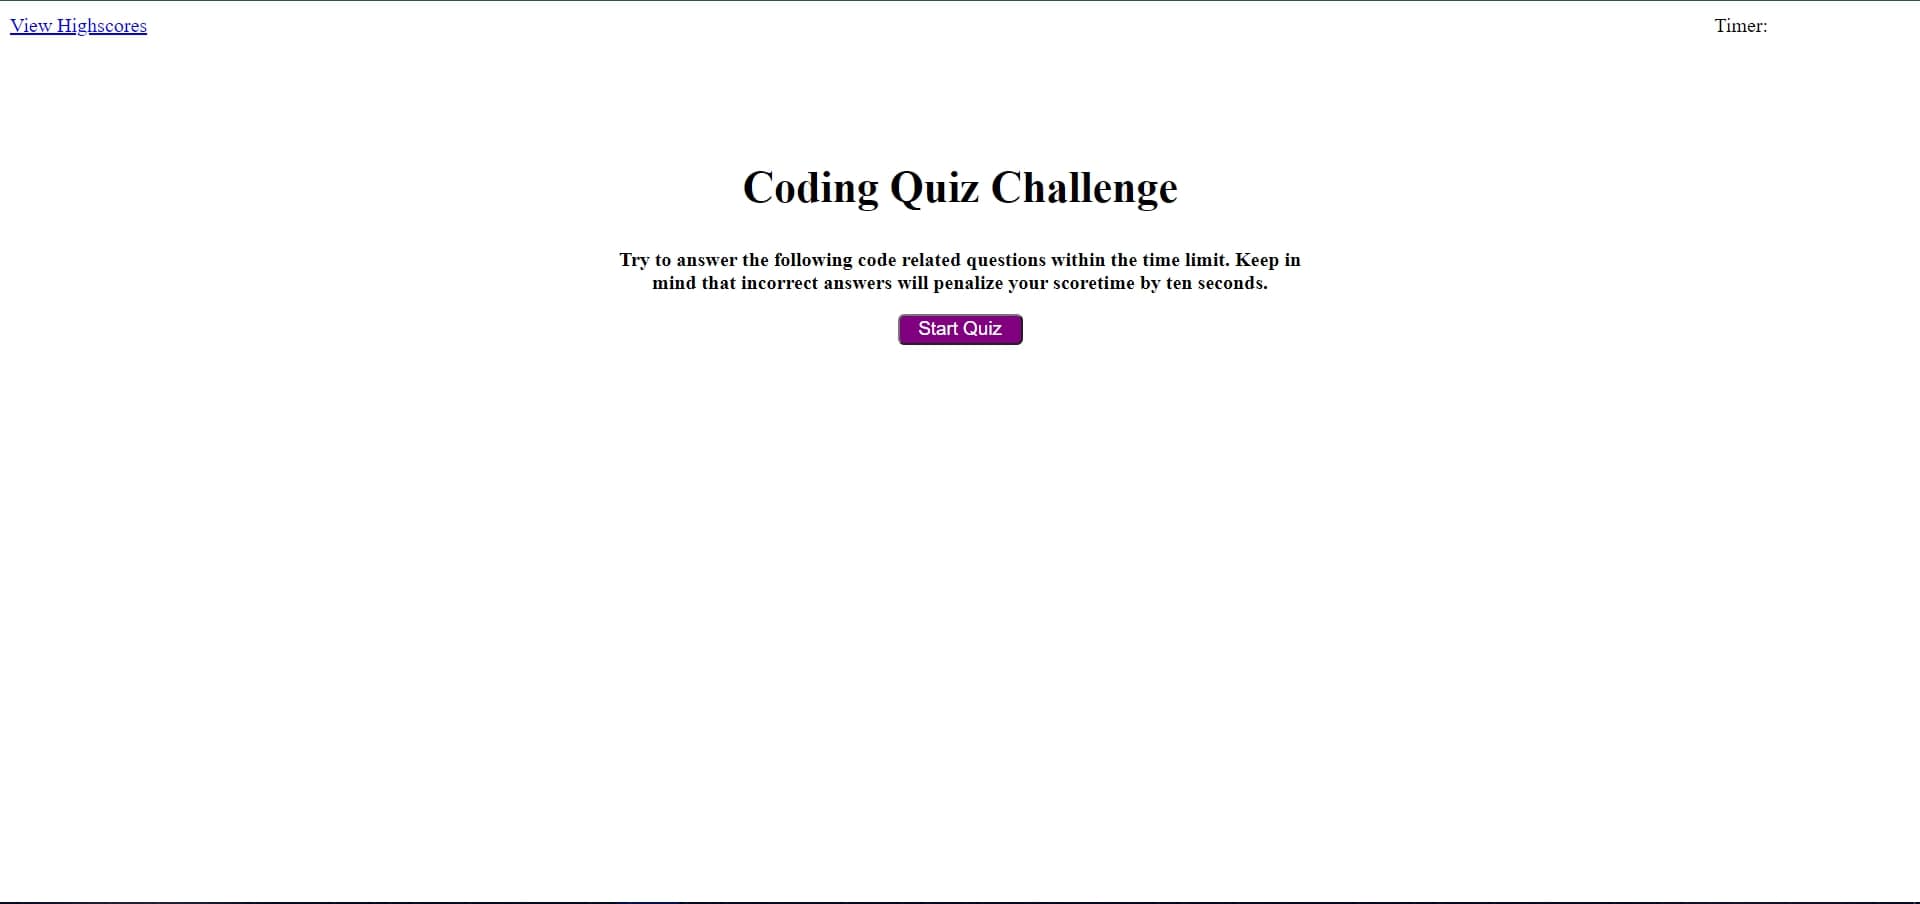 View Highscores
Timer:
Coding Quiz Challenge
Try to answer the following code related questions within the time limit. Keep in
mind that incorrect answers will penalize your scoretime by ten seconds.
Start Quiz